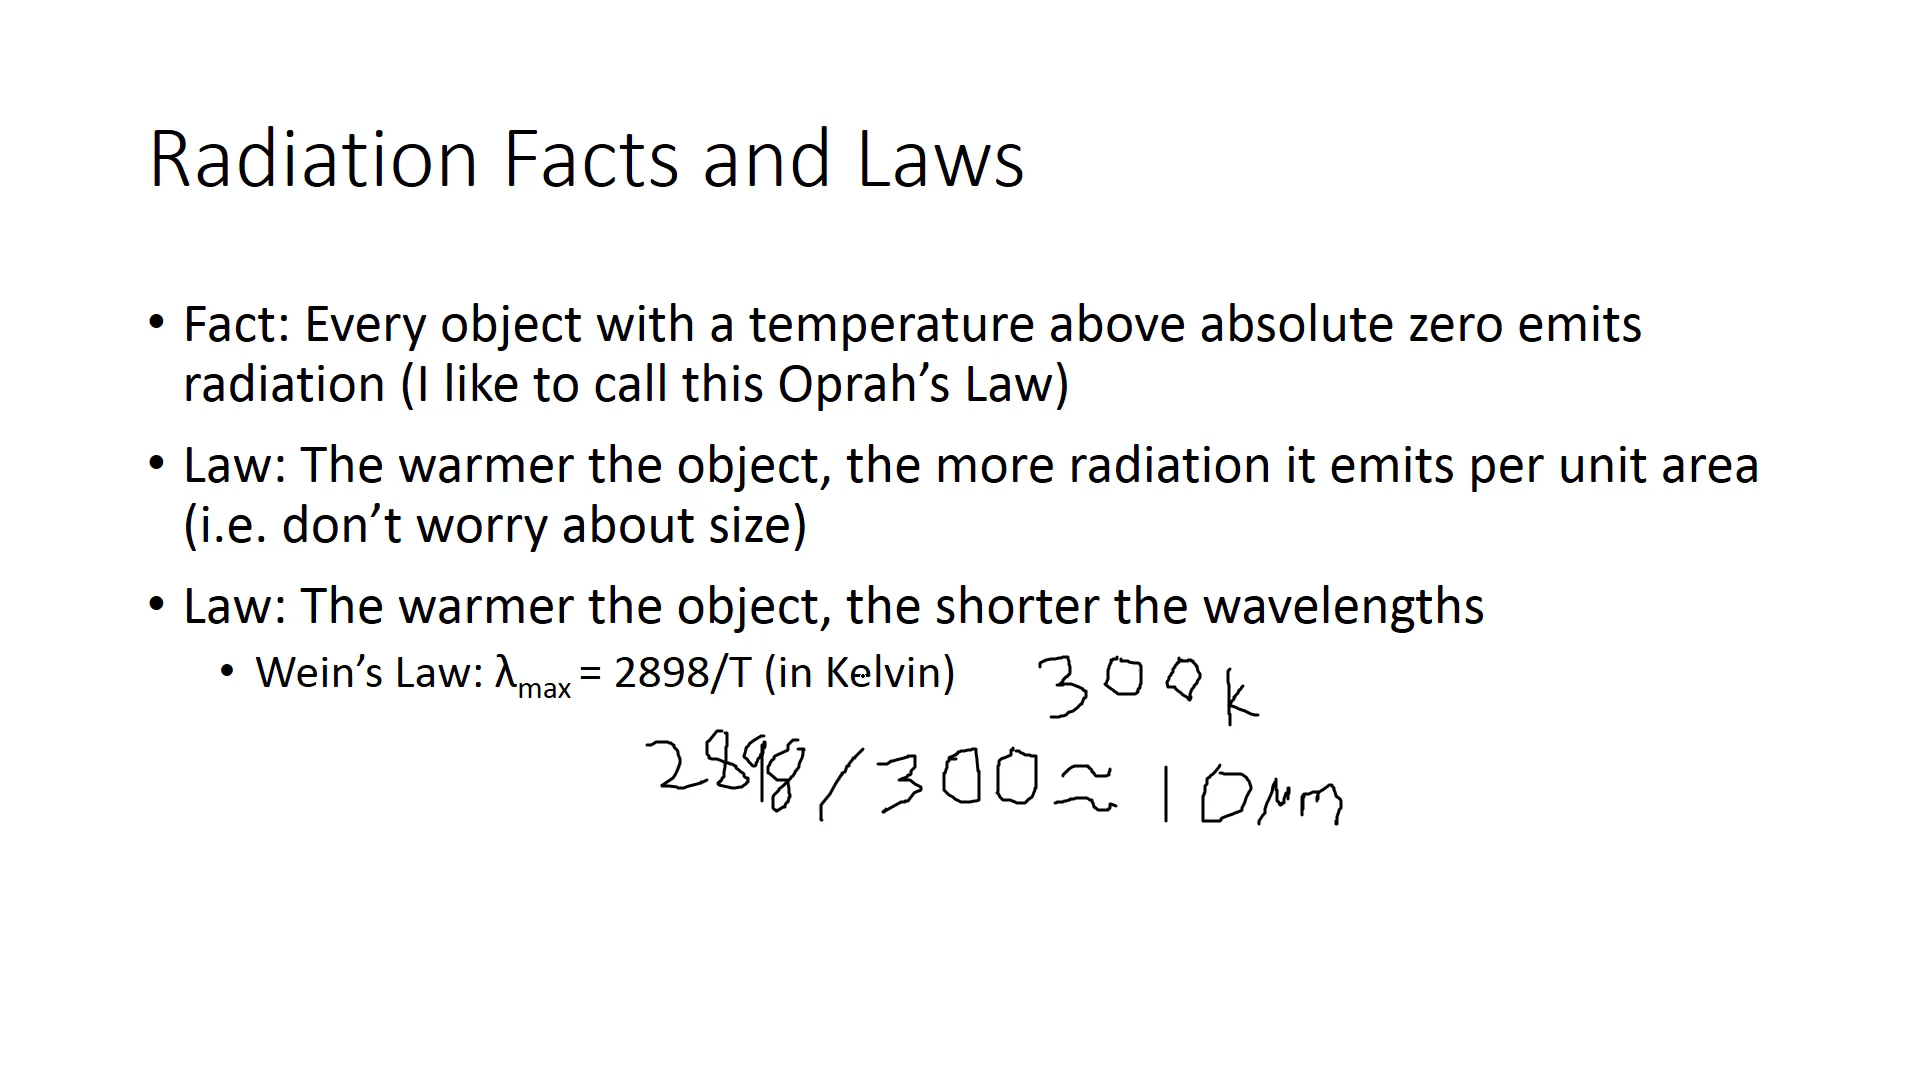 Radiation Facts and Laws
• Fact: Every object with a temperature above absolute zero emits
radiation (I like to call this Oprah’s Law)
• Law: The warmer the object, the more radiation it emits per unit area
(i.e. don’t worry about size)
• Law: The warmer the object, the shorter the wavelengths
• Wein’s Law: λmax = 2898/T (in Kelvin) 300k
2898/300≈10μm